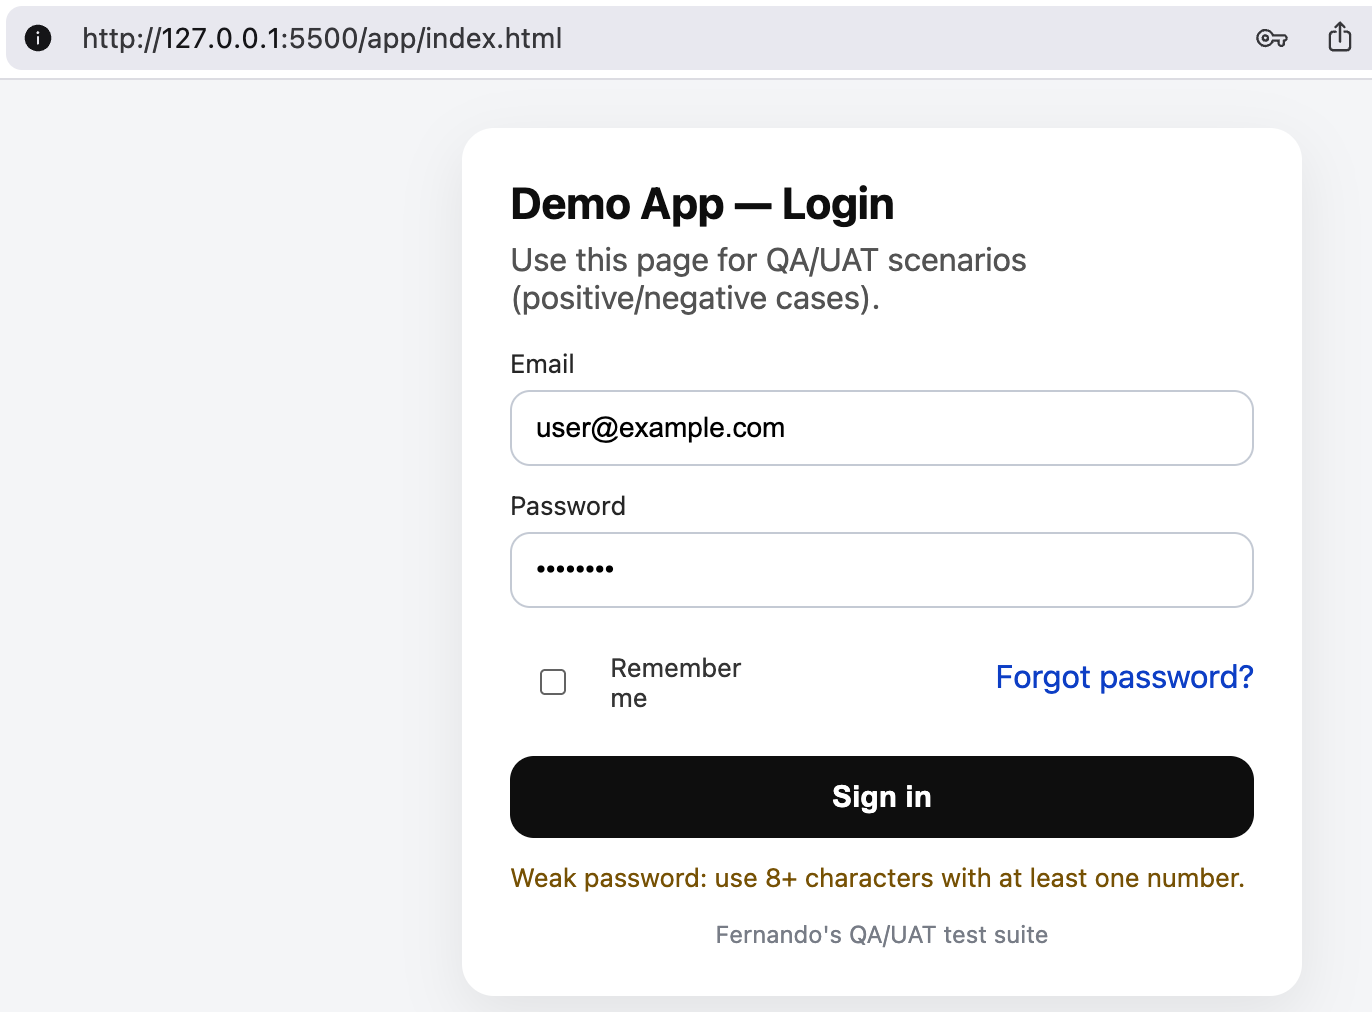 http://127.0.0.1:5500/app/index.html
Demo App — Login
Use this page for QA/UAT scenarios
(positive/negative cases).
Email
user@example.com
Password
••••••••
Remember
me
Forgot password?
Sign in
Weak password: use 8+ characters with at least one number.
Fernando's QA/UAT test suite